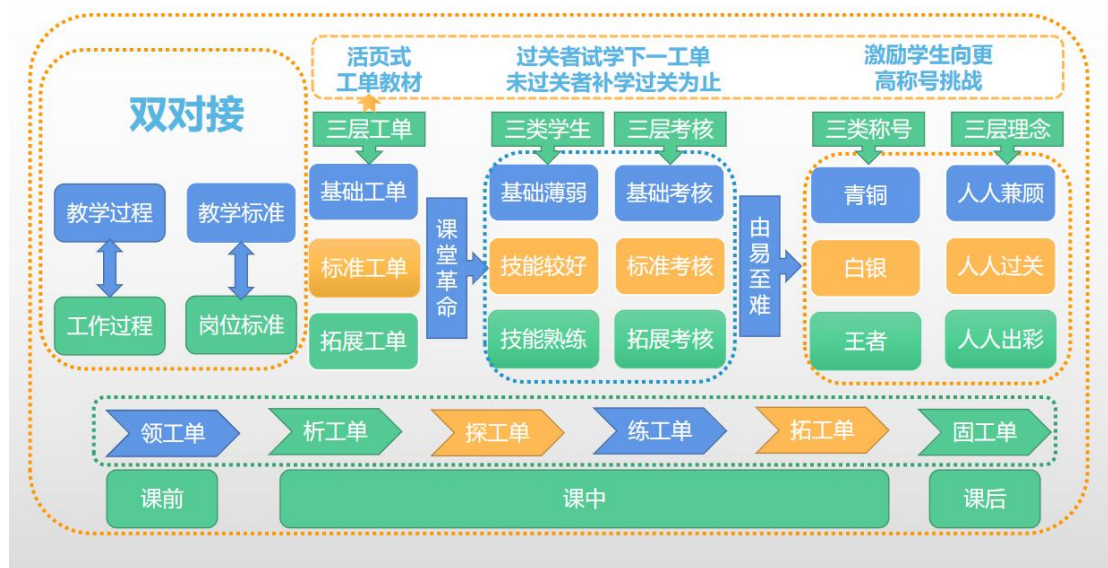 双对接
教学过程
教学标准
工作过程
岗位标准
活页式
工单教材
过关者试学下一工单
未过关者补学过关为止
激励学生向更
高称号挑战
三层工单
三类学生
三层考核
三类称号
三层理念
基础工单
标准工单
拓展工单
课堂革命
基础薄弱
基础考核
技能较好
标准考核
技能熟练
拓展考核
由易至难
青铜
人人兼顾
白银
人人过关
王者
人人出彩
领工单
析工单
探工单
练工单
拓工单
固工单
课前
课中
课后